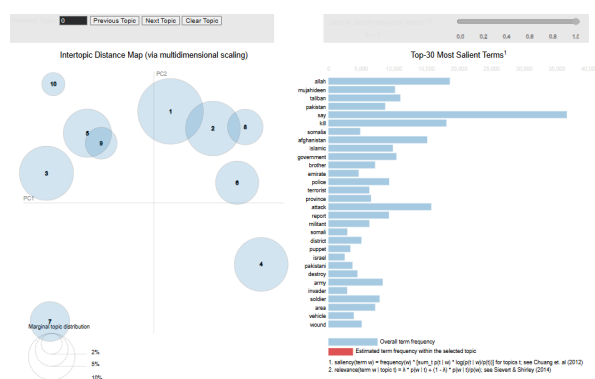 0
Previous Topic
Next Topic
Clear Topic
0.0 0.2 0.4 0.6 0.8
Intertopic Distance Map (via multidimensional scaling)
PC2
PC1
10
1
2
8
5
9
3
6
4
7
Marginal topic distribution
2%
5%
10%
Top-30 Most Salient Terms1
allah
mujahideen
taliban
pakistan
say
kill
somalia
afghanistan
islamic
government
brother
emirate
police
terrorist
province
attack
report
militant
somali
district
puppet
israel
pakistani
destroy
army
invader
soldier
area
vehicle
wound
Overall term frequency
Estimated term frequency within the selected topic
1. saliency(term w) = frequency(w) * [sum_t p(t | w) * log(p(t | w)/p(t))] for topics t; see Chuang et. al (2012)
2. relevance(term w | topic t) = λ * p(w | t) + (1 - λ) * p(w | t)/p(w); see Sievert & Shirley (2014)